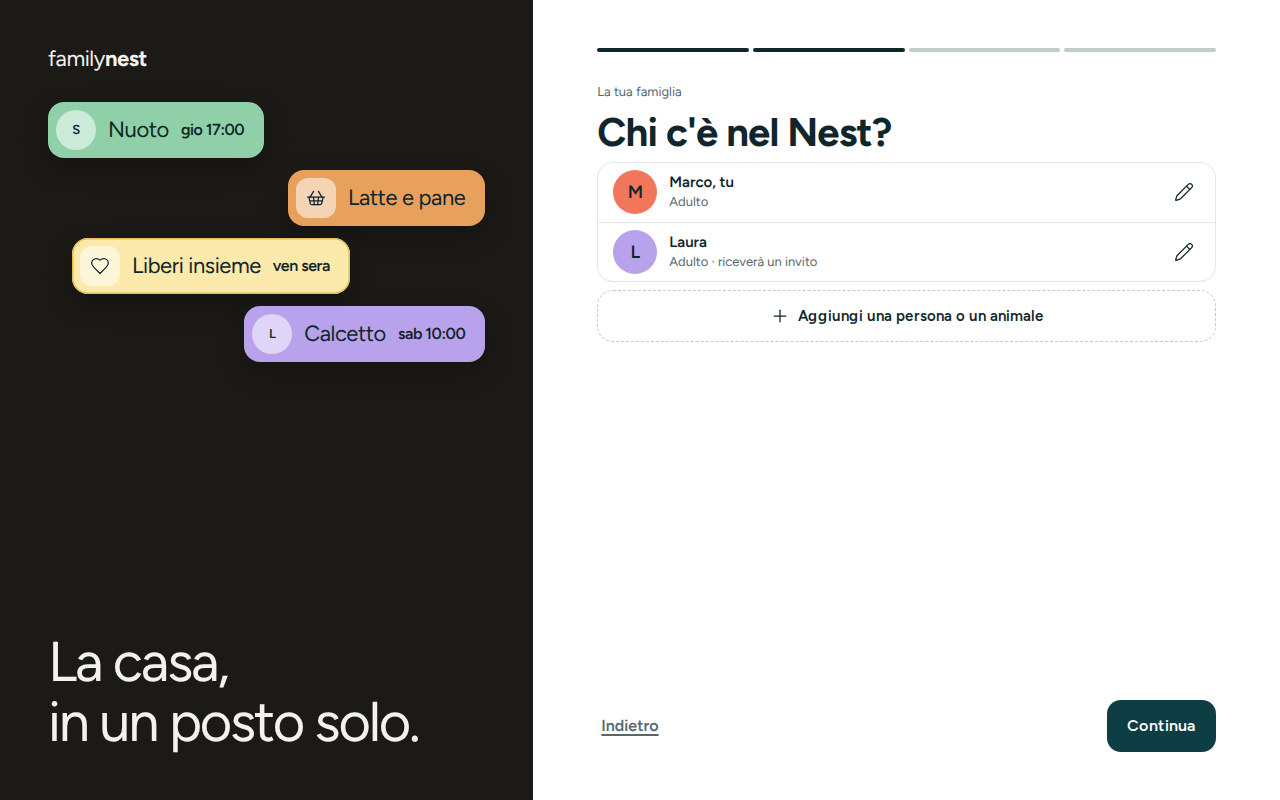 familynest
S Nuoto gio 17:00
Latte e pane
Liberi insieme ven sera
L Calcetto sab 10:00
La casa,
in un posto solo.
La tua famiglia
Chi c'è nel Nest?
M
Marco, tu
Adulto
L
Laura
Adulto · riceverà un invito
+ Aggiungi una persona o un animale
Indietro
Continua